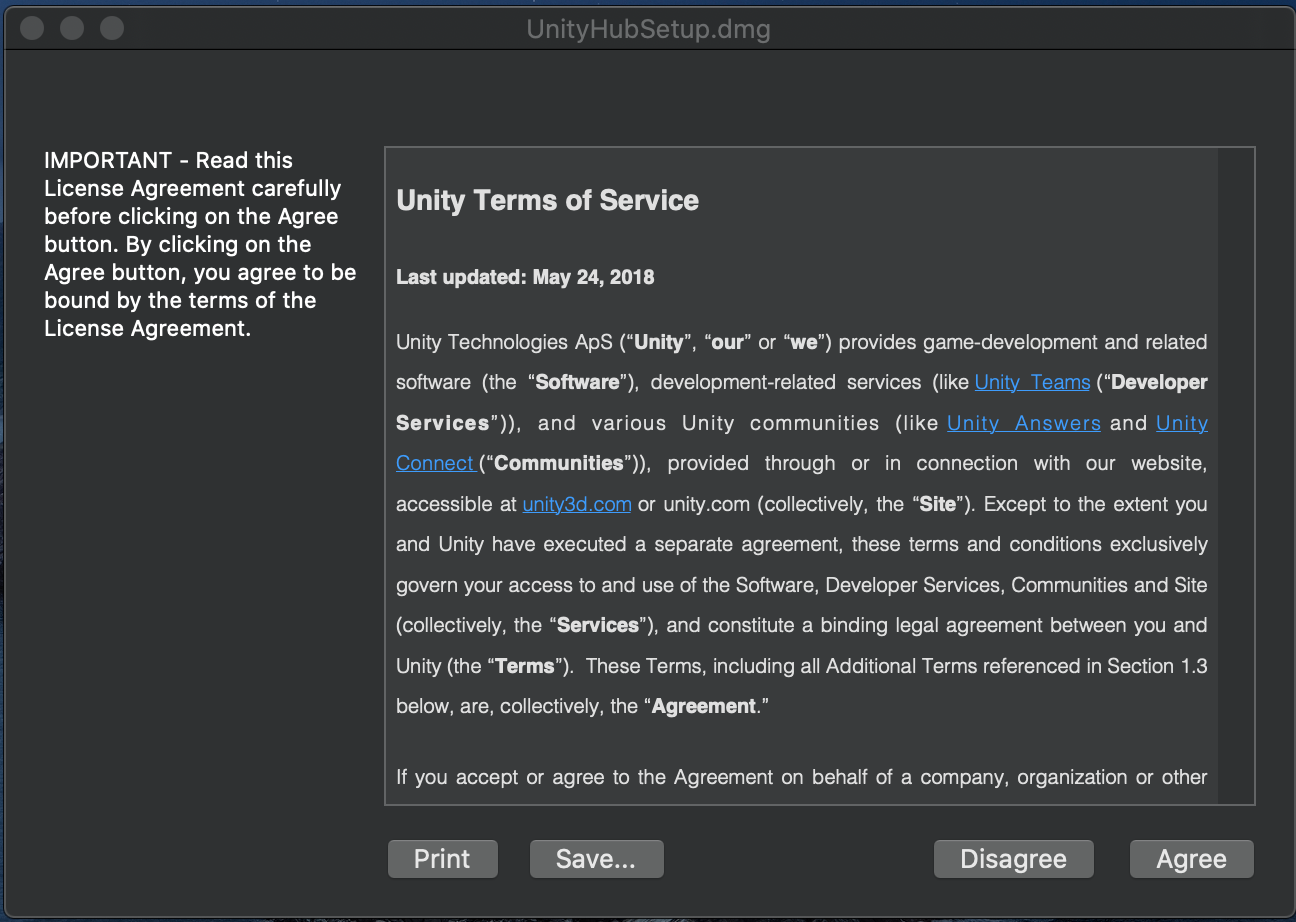 UnityHubSetup.dmg
IMPORTANT - Read this
License Agreement carefully
before clicking on the Agree
button. By clicking on the
Agree button, you agree to be
bound by the terms of the
License Agreement.
Unity Terms of Service
Last updated: May 24, 2018
Unity Technologies ApS (“Unity”, “our” or “we”) provides game-development and related
software (the “Software”), development-related services (like Unity Teams (“Developer
Services”)), and various Unity communities (like Unity Answers and Unity
Connect (“Communities”)), provided through or in connection with our website,
accessible at unity3d.com or unity.com (collectively, the “Site”). Except to the extent you
and Unity have executed a separate agreement, these terms and conditions exclusively
govern your access to and use of the Software, Developer Services, Communities and Site
(collectively, the “Services”), and constitute a binding legal agreement between you and
Unity (the “Terms”).  These Terms, including all Additional Terms referenced in Section 1.3
below, are, collectively, the “Agreement.”
If you accept or agree to the Agreement on behalf of a company, organization or other
Print
Save...
Disagree
Agree